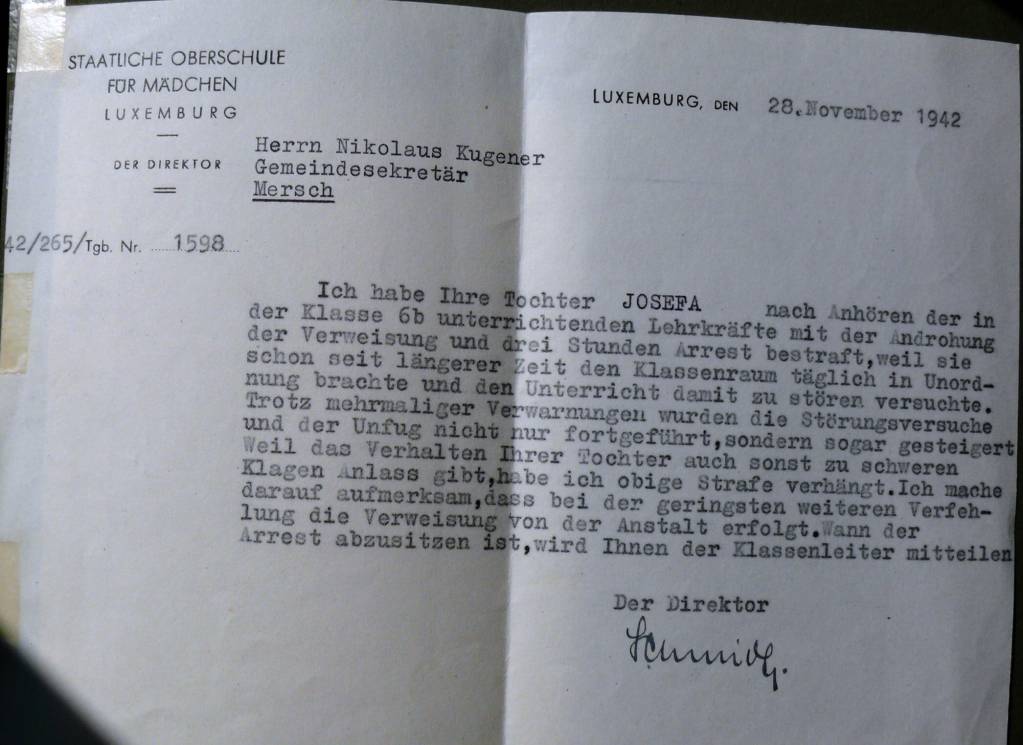 STAATLICHE OBERSCHULE
FÜR MÄDCHEN
LUXEMBURG
DER DIREKTOR
LUXEMBURG, DEN 28.November 1942
Herrn Nikolaus Kugener
Gemeindesekretär
Mersch
42/265/Tgb. Nr. 1598
Ich habe Ihre Tochter JOSEFA nach Anhören der in
der Klasse 6b unterrichtenden Lehrkräfte mit der Androhung
der Verweisung und drei Stunden Arrest bestraft,weil sie
schon seit längerer Zeit den Klassenraum täglich in Unord-
nung brachte und den Unterricht damit zu stören versuchte.
Trotz mehrmaliger Verwarnungen wurden die Störungsversuche
und der Unfug nicht nur fortgeführt,sondern sogar gesteigert
Weil das Verhalten Ihrer Tochter auch sonst zu schweren
Klagen Anlass gibt,habe ich obige Strafe verhängt.Ich mache
darauf aufmerksam,dass bei der geringsten weiteren Verfeh-
lung die Verweisung von der Anstalt erfolgt.Wann der
Arrest abzusitzen ist,wird Ihnen der Klassenleiter mitteilen
Der Direktor
Schmidt.